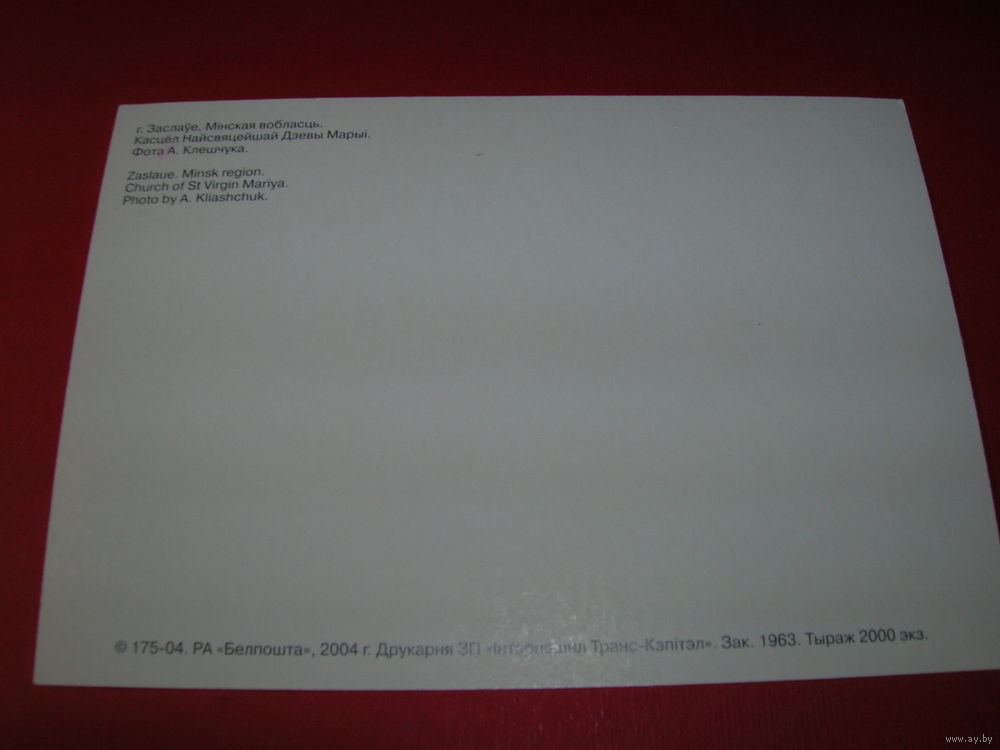 г. Заслаўе. Мінская вобласць.
Касцёл Найсвяцейшай Дзевы Марыі.
Фота А. Клешчука.
Zaslaue. Minsk region.
Church of St Virgin Mariya.
Photo by A. Kliashchuk.
© 175-04. РА «Белпошта», 2004 г. Друкарня ЗП Транс-Кэпітэл». Зак. 1963. Тыраж 2000 экз.
www.ay.by